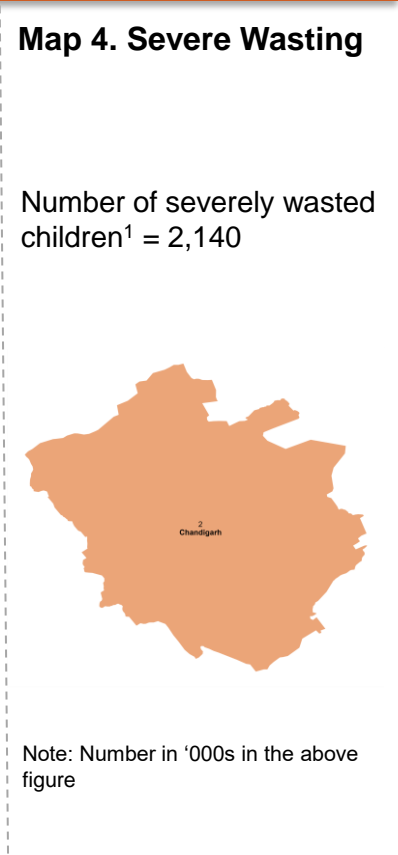 Map 4. Severe Wasting
Number of severely wasted
children¹ = 2,140
2
Chandigarh
Note: Number in ‘000s in the above
figure